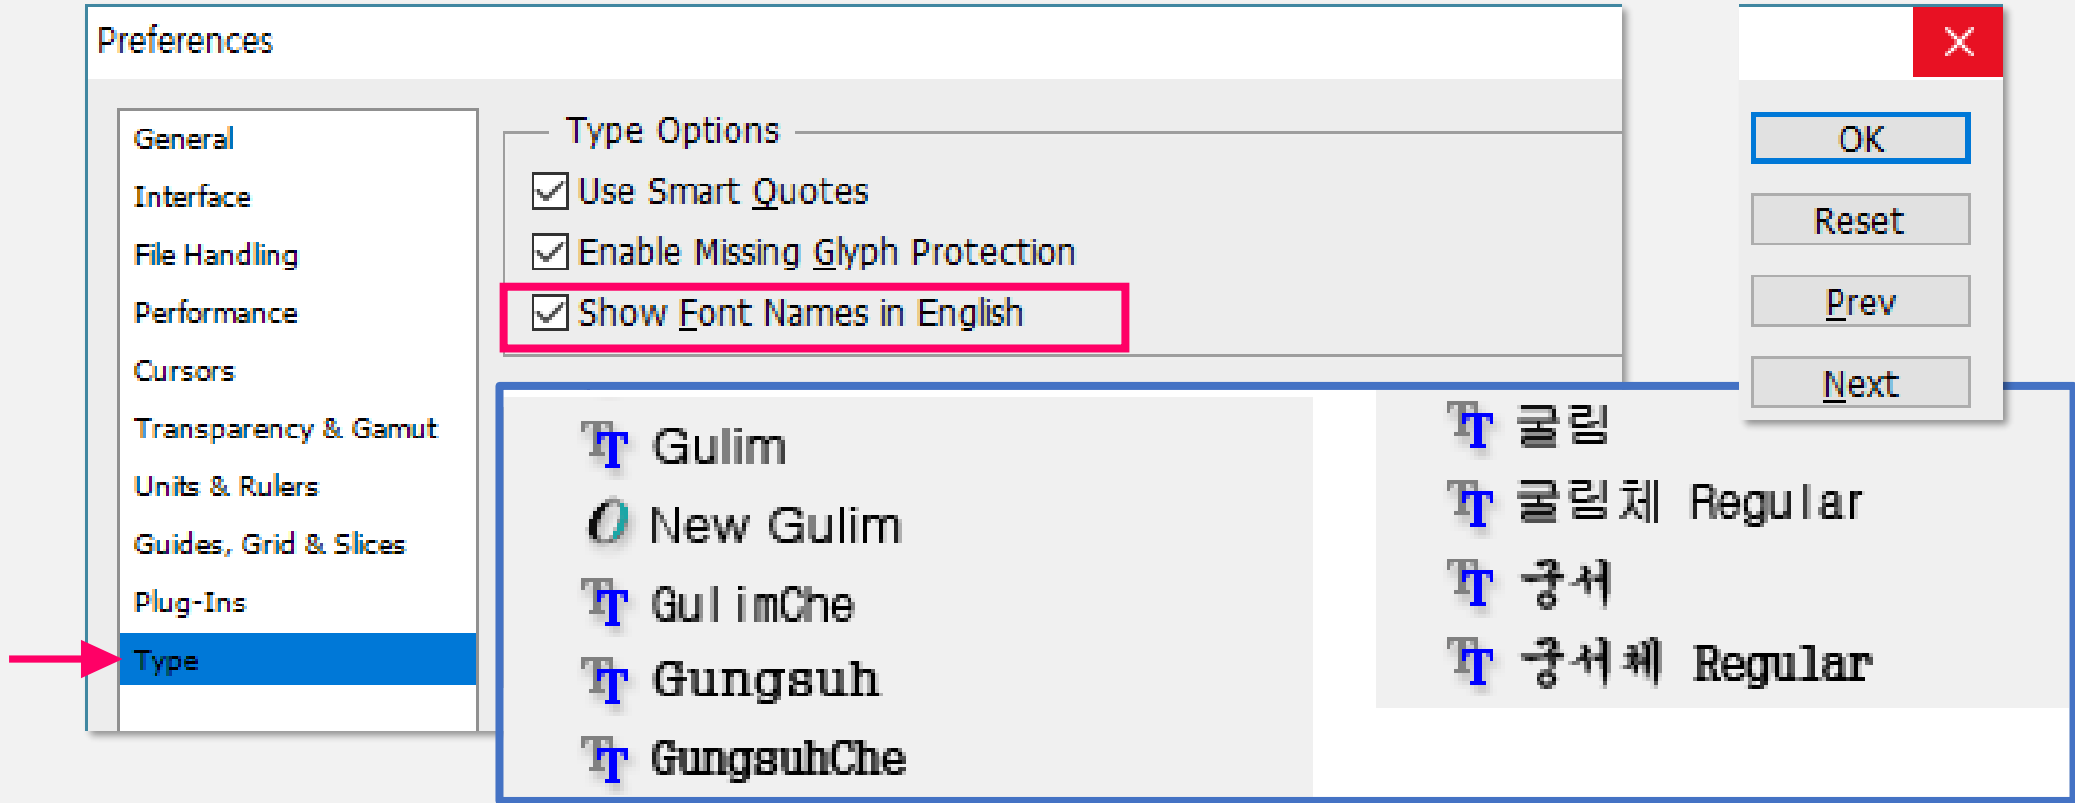 Preferences
General
Interface
File Handling
Performance
Cursors
Transparency & Gamut
Units & Rulers
Guides, Grid & Slices
Plug-Ins
Type
Type Options
Use Smart Quotes
Enable Missing Glyph Protection
Show Font Names in English
OK
Reset
Prev
Next
Gulim
New Gulim
GulimChe
Gungsuh
GungsuhChe
굴림
굴림체 Regular
궁서
궁서체 Regular